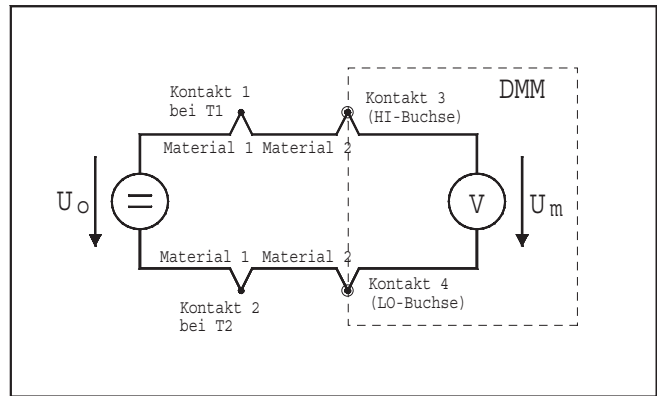 DMM
Kontakt 1
bei T1
Kontakt 3
(HI-Buchse)
Material 1 Material 2
Uo
V
Um
Material 1 Material 2
Kontakt 2
bei T2
Kontakt 4
(LO-Buchse)